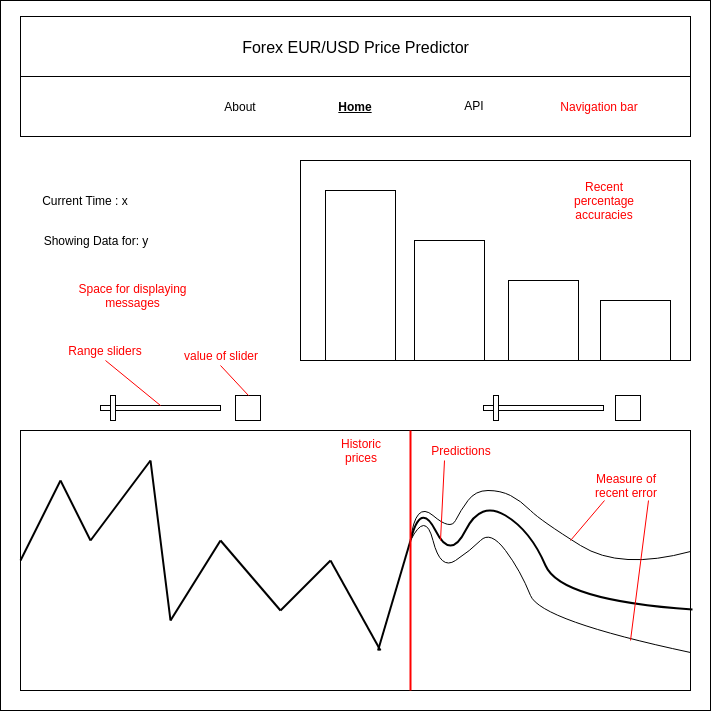 Forex EUR/USD Price Predictor
About
Home
API
Navigation bar
Current Time : x
Showing Data for: y
Space for displaying
messages
Recent
percentage
accuracies
Range sliders
value of slider
Historic
prices
Predictions
Measure of
recent error